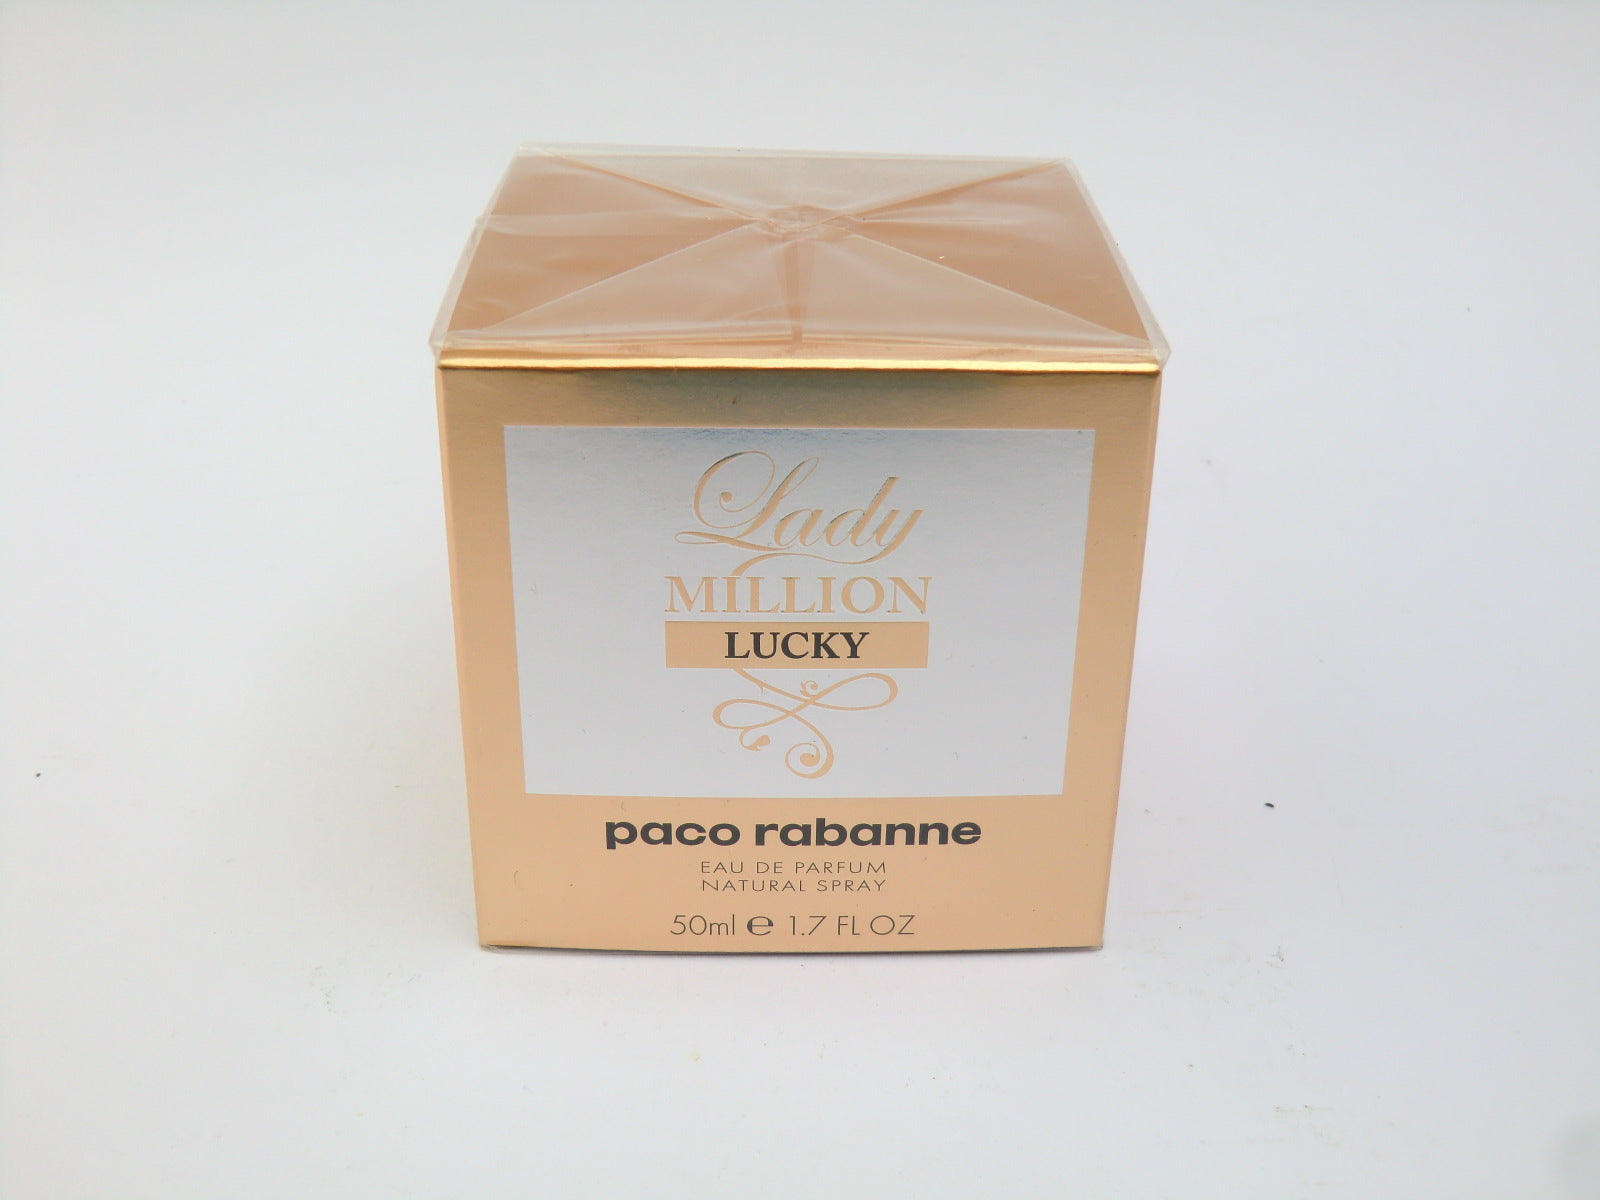 Lady
MILLION
LUCKY
paco rabanne
EAU DE PARFUM
NATURAL SPRAY
50ml ℮ 1.7 FL OZ